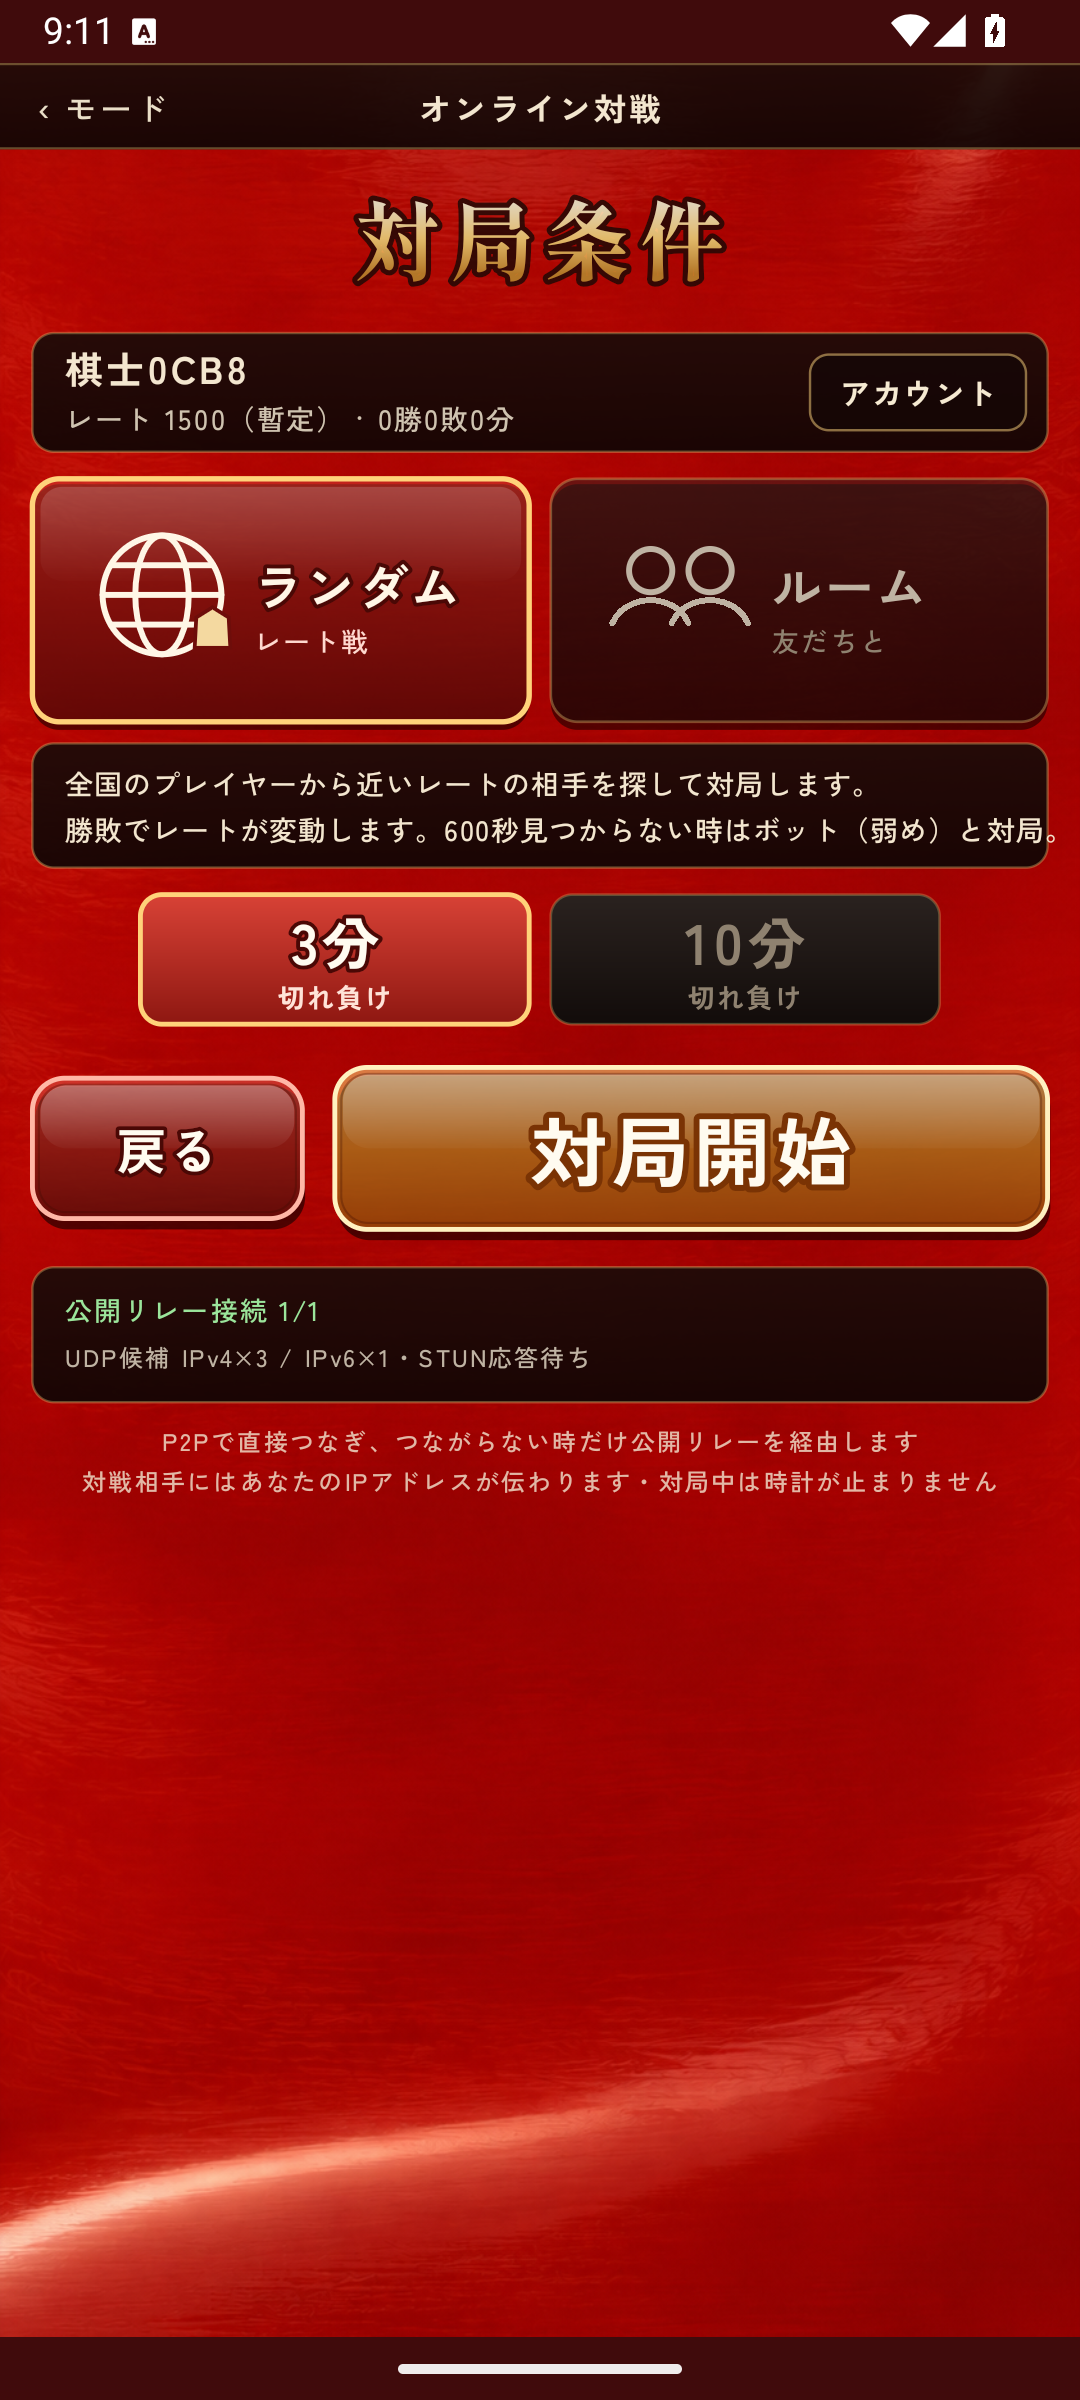 9:11
‹ モード
オンライン対戦
対局条件
棋士0CB8
レート 1500（暫定） · 0勝0敗0分
アカウント
ランダム
レート戦
ルーム
友だちと
全国のプレイヤーから近いレートの相手を探して対局します。
勝敗でレートが変動します。600秒見つからない時はボット（弱め）と対局。
3分
切れ負け
10分
切れ負け
戻る
対局開始
公開リレー接続 1/1
UDP候補 IPv4×3 / IPv6×1・STUN応答待ち
P2Pで直接つなぎ、つながらない時だけ公開リレーを経由します
対戦相手にはあなたのIPアドレスが伝わります・対局中は時計が止まりません